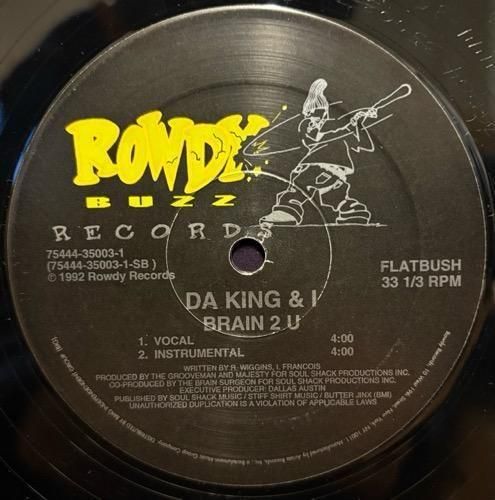 ROWDY
BUZZ
RECORDS
75444-35003-1
(75444-35003-1-SB)
© 1992 Rowdy Records
FLATBUSH
33 1/3 RPM
DA KING & I
BRAIN 2 U
1. VOCAL 4:00
2. INSTRUMENTAL 4:00
WRITTEN BY R. WIGGINS, I. FRANCOIS
PRODUCED BY THE GROOVEMAN AND MAJESTY FOR SOUL SHACK PRODUCTIONS INC.
CO-PRODUCED BY THE BRAIN SURGEON FOR SOUL SHACK PRODUCTIONS INC.
EXECUTIVE PRODUCER: DALLAS AUSTIN
PUBLISHED BY SOUL SHACK MUSIC / STIFF SHIRT MUSIC / BUTTER JINX (BMI)
UNAUTHORIZED DUPLICATION IS A VIOLATION OF APPLICABLE LAWS